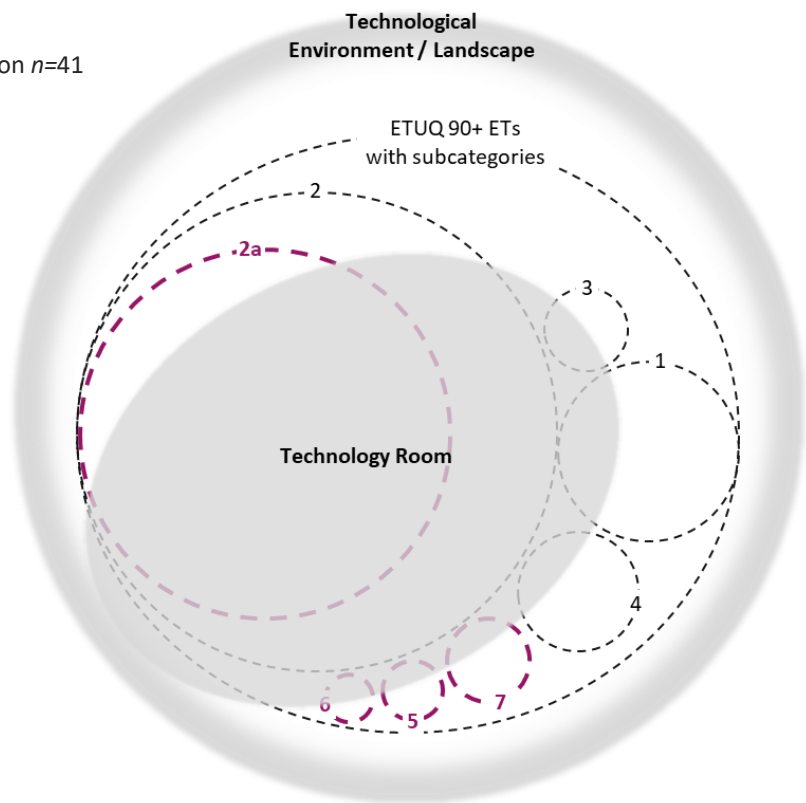 Technological
Environment / Landscape
on n=41
ETUQ 90+ ETs
with subcategories
2
2a
3
1
Technology Room
4
6
5
7